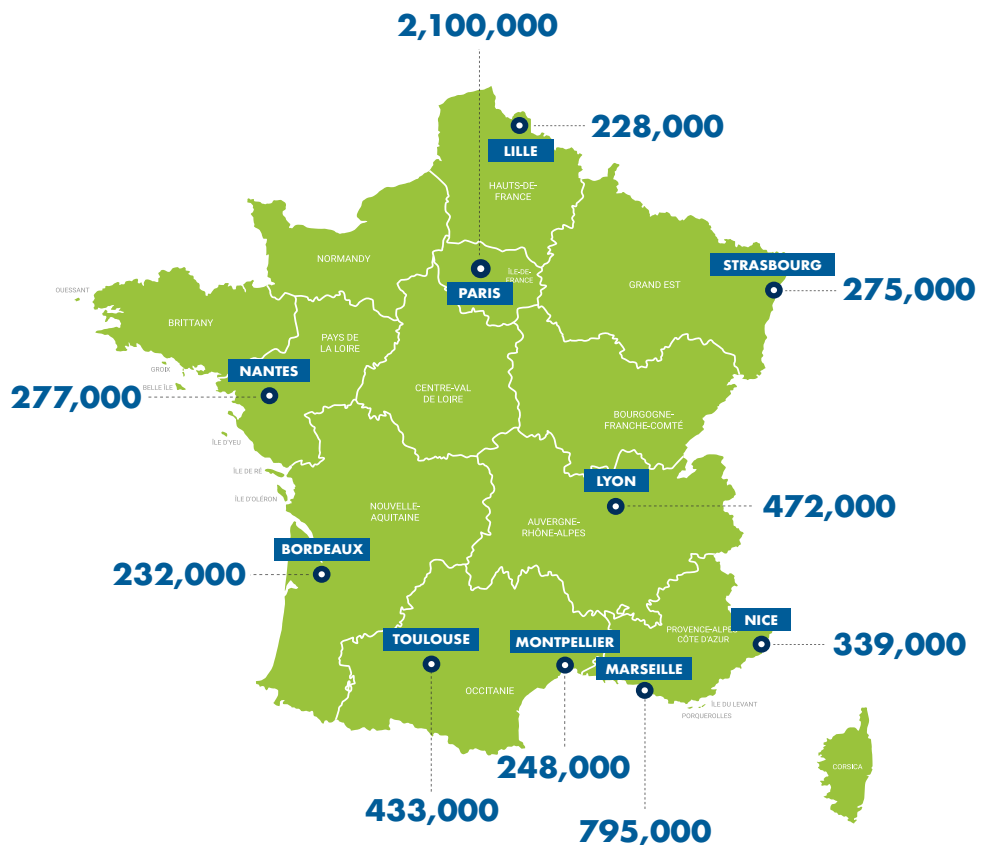 2,100,000
228,000
LILLE
HAUTS-DE-
FRANCE
NORMANDY
ÎLE-DE-
FRANCE
PARIS
STRASBOURG
GRAND EST
275,000
OUESSANT
BRITTANY
PAYS DE
LA LOIRE
GROIX
NANTES
BELLE ÎLE
277,000
CENTRE-VAL
DE LOIRE
BOURGOGNE-
FRANCHE-COMTÉ
ÎLE D'YEU
ÎLE DE RÉ
ÎLE D'OLÉRON
LYON
472,000
NOUVELLE-
AQUITAINE
AUVERGNE-
RHÔNE-ALPES
BORDEAUX
232,000
NICE
PROVENCE-ALPES
CÔTE D'AZUR
339,000
TOULOUSE
MONTPELLIER
MARSEILLE
OCCITANIE
ÎLE DU LEVANT
PORQUEROLLES
248,000
CORSICA
433,000
795,000